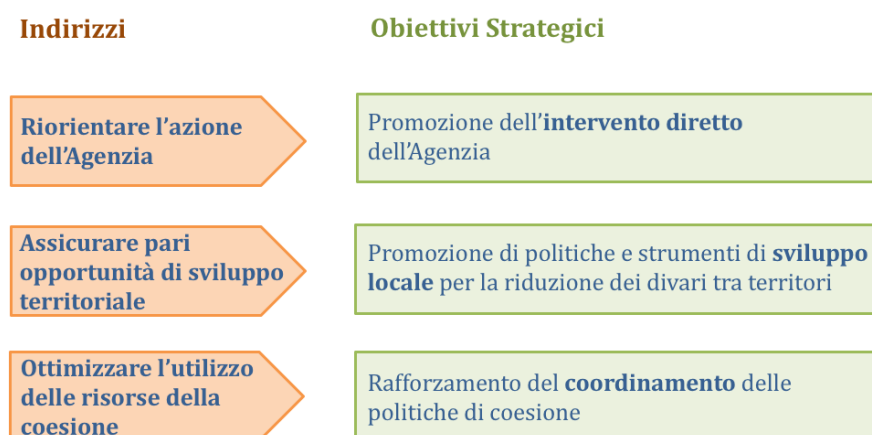 Indirizzi
Obiettivi Strategici
Riorientare l'azione
dell'Agenzia
Promozione dell'intervento diretto
dell'Agenzia
Assicurare pari
opportunità di sviluppo
territoriale
Promozione di politiche e strumenti di sviluppo
locale per la riduzione dei divari tra territori
Ottimizzare l'utilizzo
delle risorse della
coesione
Rafforzamento del coordinamento delle
politiche di coesione